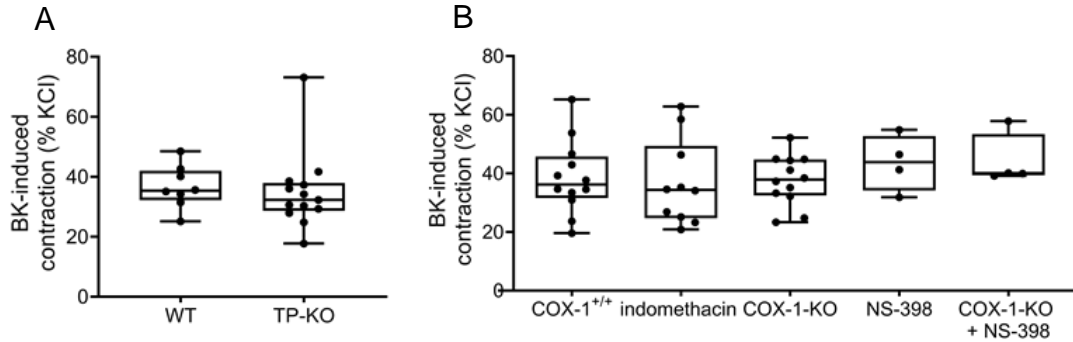 A
BK-induced
contraction (% KCl)
80
60
40
20
0
WT
TP-KO
B
BK-induced
contraction (% KCl)
80
60
40
20
0
COX-1+/+
indomethacin
COX-1-KO
NS-398
COX-1-KO
+ NS-398